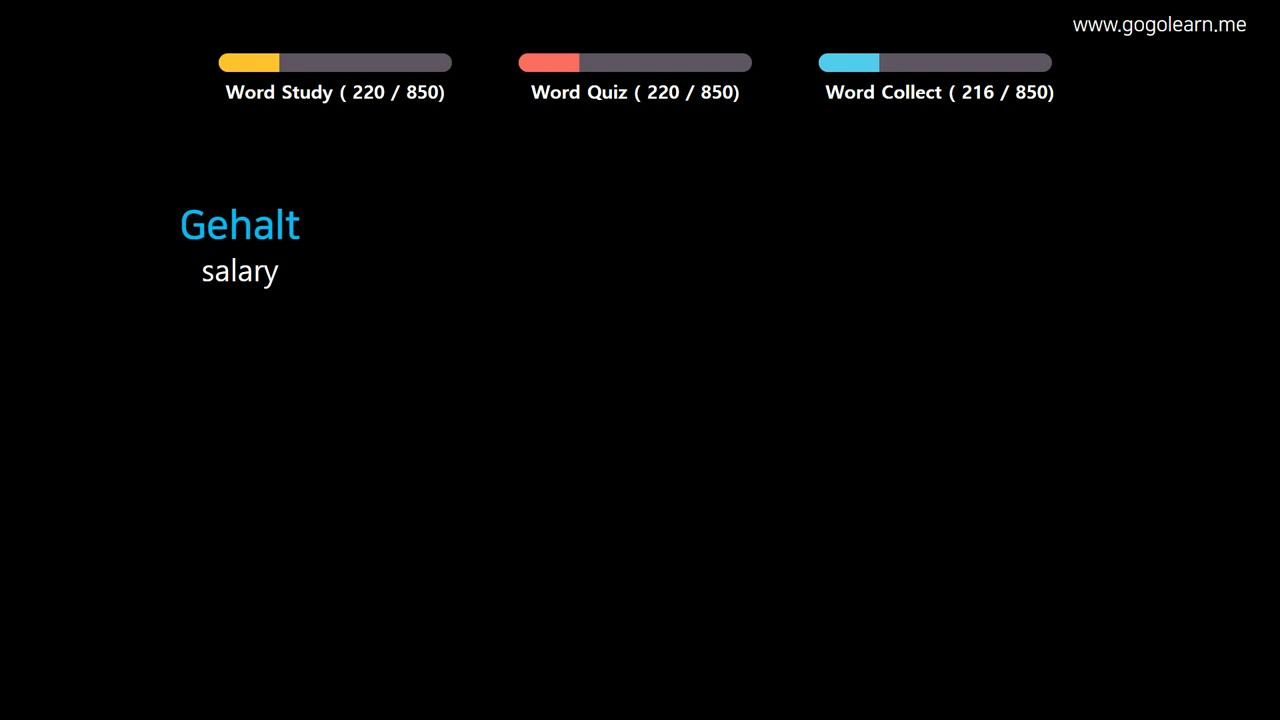 www.gogolearn.me
Word Study ( 220 / 850)
Word Quiz ( 220 / 850)
Word Collect ( 216 / 850)
Gehalt
salary